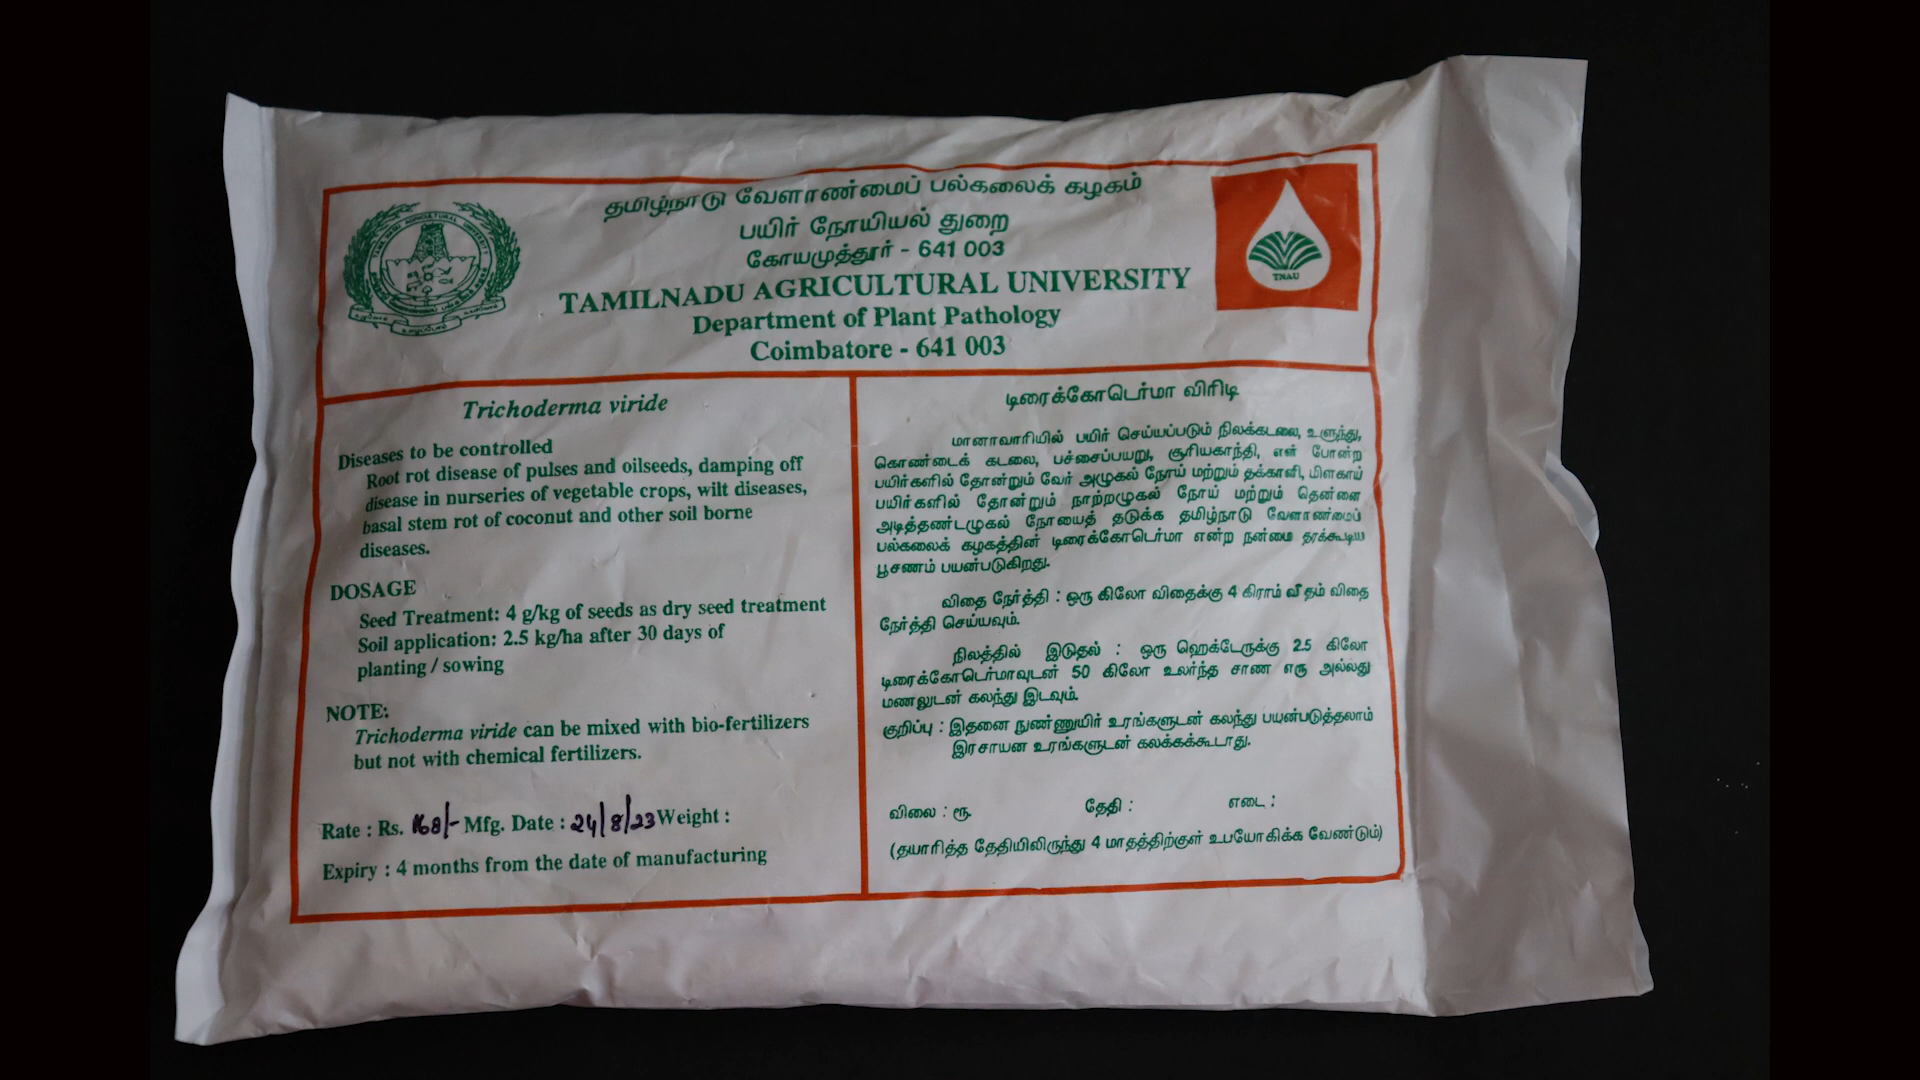 தமிழ்நாடு வேளாண்மைப் பல்கலைக் கழகம்
பயிர் நோயியல் துறை
கோயமுத்தூர் - 641 003
TAMILNADU AGRICULTURAL UNIVERSITY
Department of Plant Pathology
Coimbatore - 641 003
TAMIL NADU AGRICULTURAL UNIVERSITY
TNAU
Trichoderma viride
Diseases to be controlled
Root rot disease of pulses and oilseeds, damping off
disease in nurseries of vegetable crops, wilt diseases,
basal stem rot of coconut and other soil borne
diseases.
DOSAGE
Seed Treatment: 4 g/kg of seeds as dry seed treatment
Soil application: 2.5 kg/ha after 30 days of
planting / sowing
NOTE:
Trichoderma viride can be mixed with bio-fertilizers
but not with chemical fertilizers.
Rate : Rs. 168/- Mfg. Date : 24/8/23 Weight :
Expiry : 4 months from the date of manufacturing
டிரைக்கோடெர்மா விரிடி
மானாவாரியில் பயிர் செய்யப்படும் நிலக்கடலை, உளுந்து,
கொண்டைக் கடலை, பச்சைப்பயறு, சூரியகாந்தி, எள் போன்ற
பயிர்களில் தோன்றும் வேர் அழுகல் நோய் மற்றும் தக்காளி, மிளகாய்
பயிர்களில் தோன்றும் நாற்றழுகல் நோய் மற்றும் தென்னை
அடித்தண்டழுகல் நோயைத் தடுக்க தமிழ்நாடு வேளாண்மைப்
பல்கலைக் கழகத்தின் டிரைக்கோடெர்மா என்ற நன்மை தரக்கூடிய
பூசணம் பயன்படுகிறது.
விதை நேர்த்தி : ஒரு கிலோ விதைக்கு 4 கிராம் வீதம் விதை
நேர்த்தி செய்யவும்.
நிலத்தில் இடுதல் : ஒரு ஹெக்டேருக்கு 2.5 கிலோ
டிரைக்கோடெர்மாவுடன் 50 கிலோ உலர்ந்த சாண எரு அல்லது
மணலுடன் கலந்து இடவும்.
குறிப்பு : இதனை நுண்ணுயிர் உரங்களுடன் கலந்து பயன்படுத்தலாம்
இரசாயன உரங்களுடன் கலக்கக்கூடாது.
விலை : ரூ. தேதி : எடை :
(தயாரித்த தேதியிலிருந்து 4 மாதத்திற்குள் உபயோகிக்க வேண்டும்)